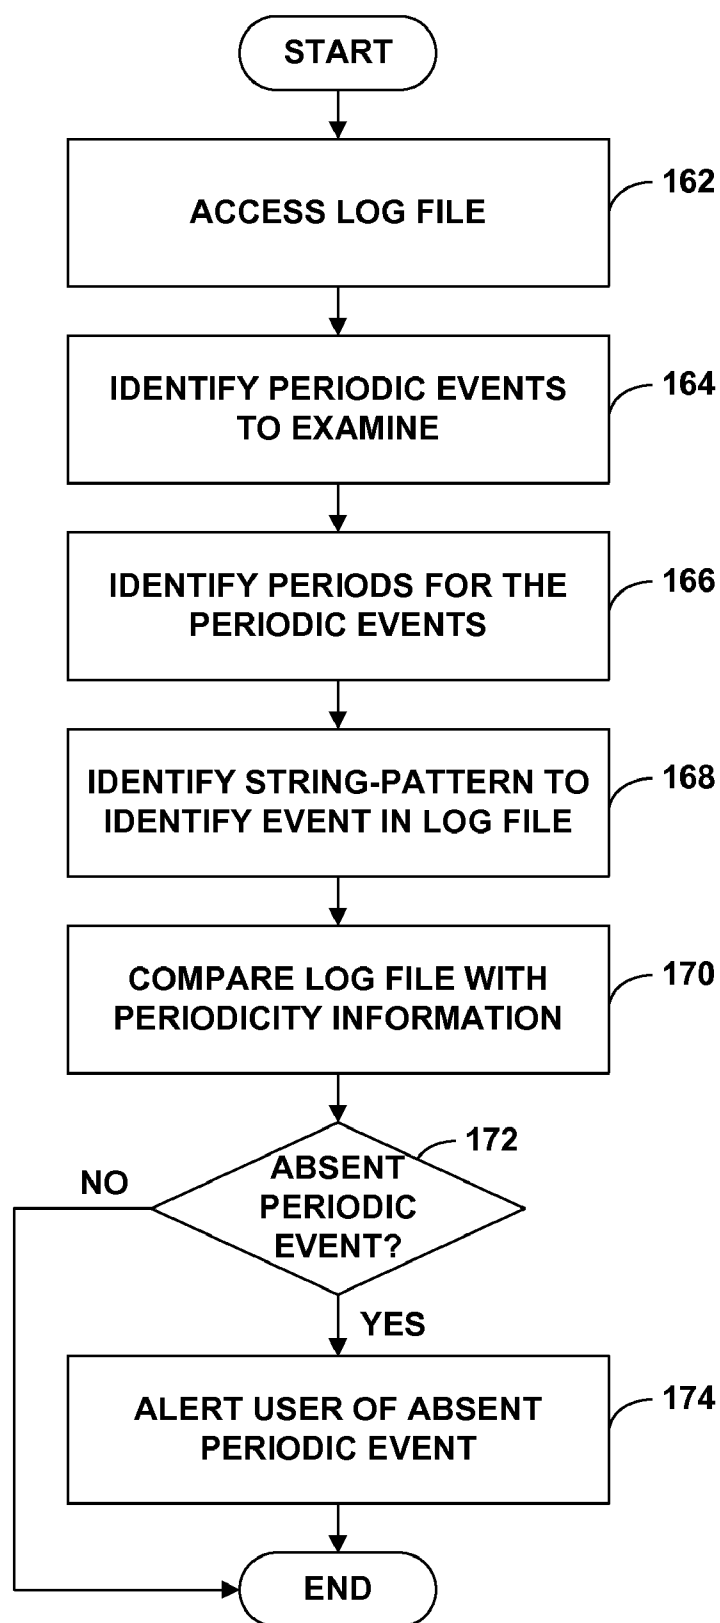 START
ACCESS LOG FILE
162
IDENTIFY PERIODIC EVENTS
TO EXAMINE
164
IDENTIFY PERIODS FOR THE
PERIODIC EVENTS
166
IDENTIFY STRING-PATTERN TO
IDENTIFY EVENT IN LOG FILE
168
COMPARE LOG FILE WITH
PERIODICITY INFORMATION
170
172
ABSENT
PERIODIC
EVENT?
NO
YES
ALERT USER OF ABSENT
PERIODIC EVENT
174
END